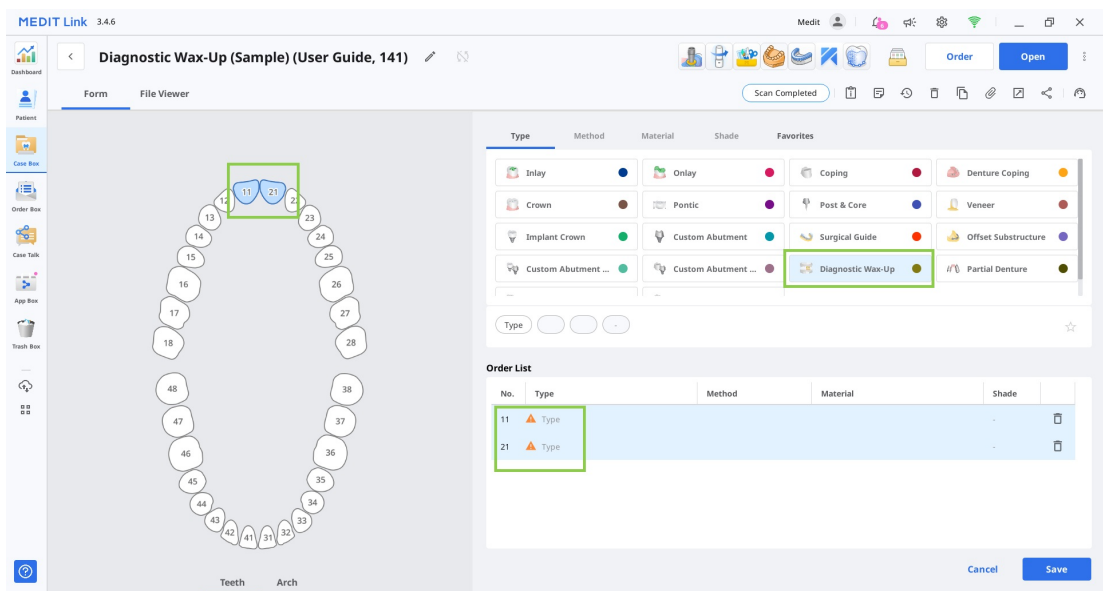 MEDIT Link 3.4.6
Medit
6
Dashboard
Patient
Case Box
Order Box
Case Talk
App Box
Trash Box
Diagnostic Wax-Up (Sample) (User Guide, 141)
Order
Open
Form File Viewer
Scan Completed
11 21
12 22
13 23
14 24
15 25
16 26
17 27
18 28
48 38
47 37
46 36
45 35
44 34
43 33
42 41 31 32
Teeth Arch
Type Method Material Shade Favorites
Inlay Onlay Coping Denture Coping
Crown Pontic Post & Core Veneer
Implant Crown Custom Abutment Surgical Guide Offset Substructure
Custom Abutment ... Custom Abutment ... Diagnostic Wax-Up Partial Denture
Type -
Order List
No. Type Method Material Shade
11 Type -
21 Type -
Cancel Save